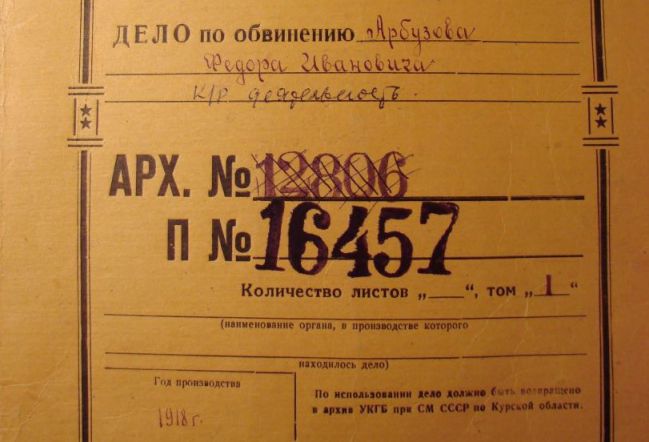 ДЕЛО по обвинению Арбузова
Федора Ивановича
К/Р деятельность.
АРХ. № 12806
П № 16457
Количество листов „__“, том „1“
(наименование органа, в производстве которого
находилось дело)
Год производства
1918 г.
По использовании дело должно быть возвращено
в архив УКГБ при СМ СССР по Курской области.